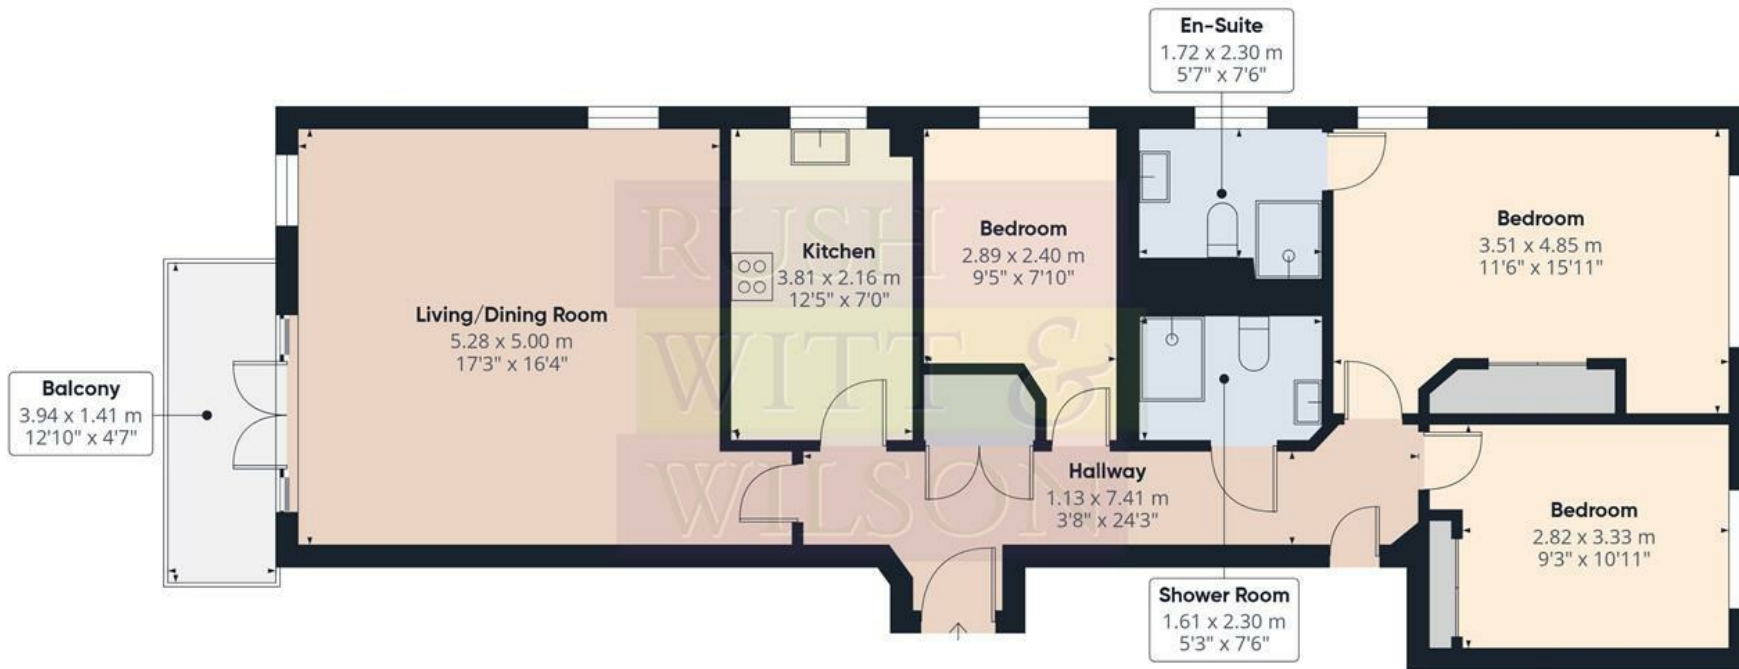 En-Suite
1.72 x 2.30 m
5'7" x 7'6"
Bedroom
3.51 x 4.85 m
11'6" x 15'11"
Bedroom
2.89 x 2.40 m
9'5" x 7'10"
Kitchen
3.81 x 2.16 m
12'5" x 7'0"
Living/Dining Room
5.28 x 5.00 m
17'3" x 16'4"
Balcony
3.94 x 1.41 m
12'10" x 4'7"
Hallway
1.13 x 7.41 m
3'8" x 24'3"
Bedroom
2.82 x 3.33 m
9'3" x 10'11"
Shower Room
1.61 x 2.30 m
5'3" x 7'6"
RUSH
WITT &
WILSON